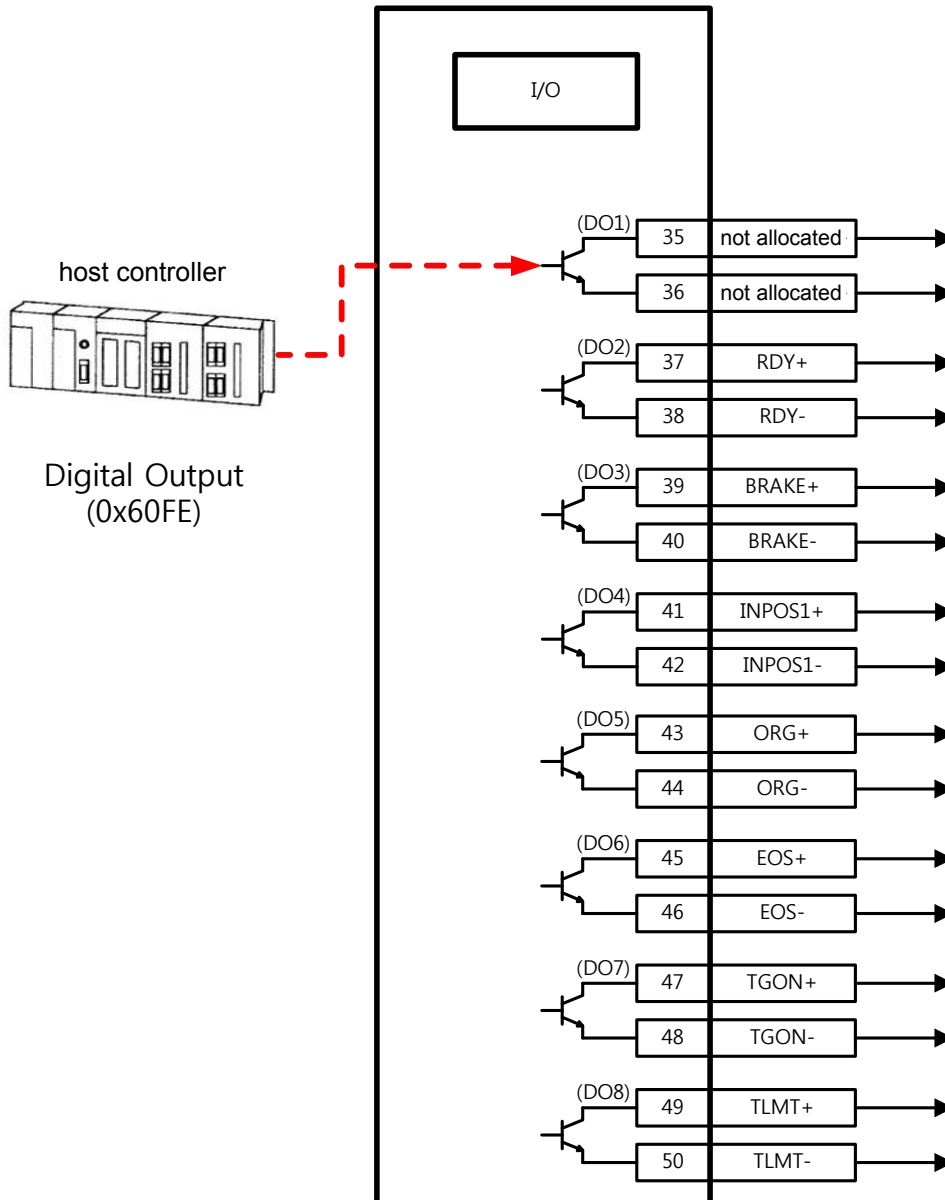 I/O
host controller
Digital Output
(0x60FE)
(DO1)
35 not allocated
36 not allocated
(DO2)
37 RDY+
38 RDY-
(DO3)
39 BRAKE+
40 BRAKE-
(DO4)
41 INPOS1+
42 INPOS1-
(DO5)
43 ORG+
44 ORG-
(DO6)
45 EOS+
46 EOS-
(DO7)
47 TGON+
48 TGON-
(DO8)
49 TLMT+
50 TLMT-